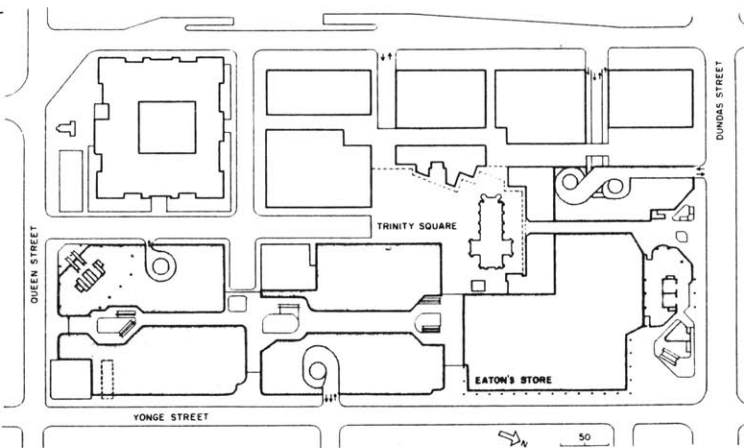 DUNDAS STREET
TRINITY SQUARE
QUEEN STREET
EATON'S STORE
YONGE STREET
N
50